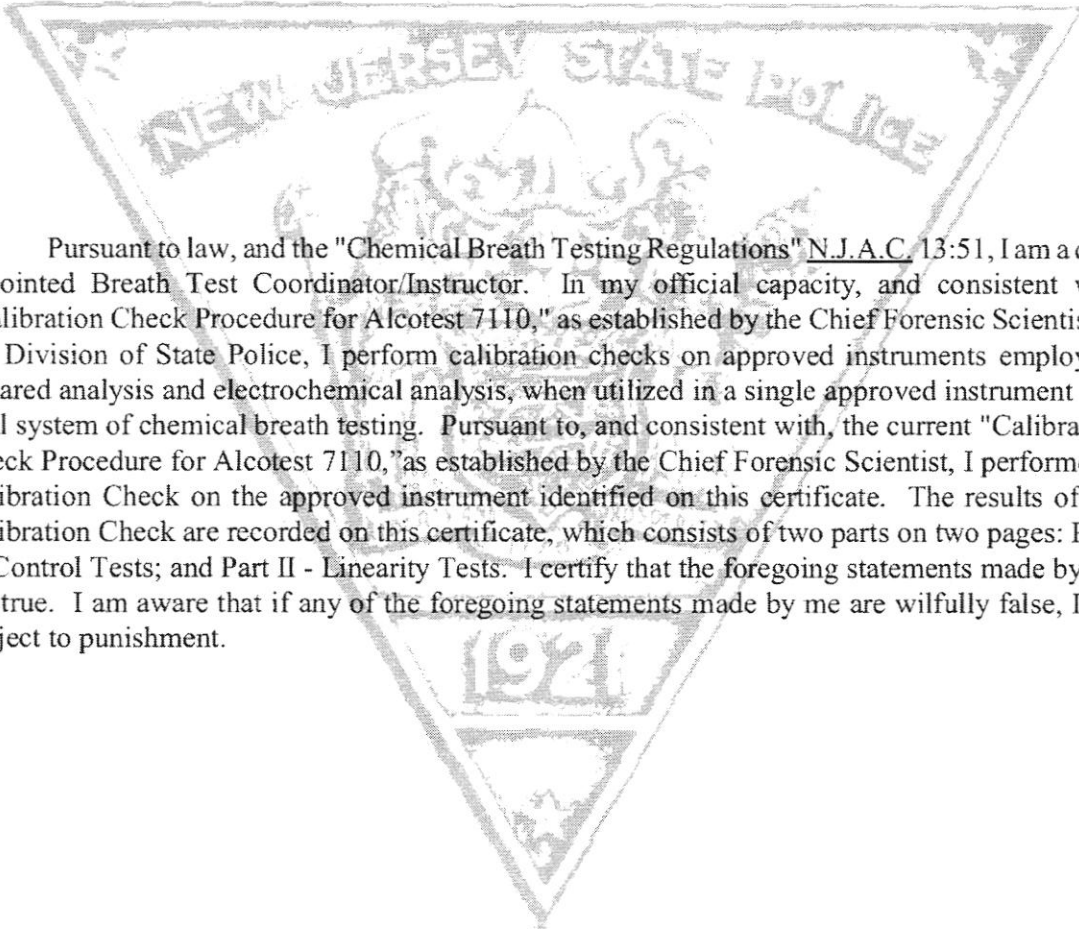 NEW JERSEY STATE POLICE
Pursuant to law, and the "Chemical Breath Testing Regulations" N.J.A.C. 13:51, I am a
ointed Breath Test Coordinator/Instructor. In my official capacity, and consistent
libration Check Procedure for Alcotest 7110," as established by the Chief Forensic Scientis
Division of State Police, I perform calibration checks on approved instruments employ
ared analysis and electrochemical analysis, when utilized in a single approved instrument
l system of chemical breath testing. Pursuant to, and consistent with, the current "Calibra
ck Procedure for Alcotest 7110,"as established by the Chief Forensic Scientist, I perform
ibration Check on the approved instrument identified on this certificate. The results of
ibration Check are recorded on this certificate, which consists of two parts on two pages:
Control Tests; and Part II - Linearity Tests. I certify that the foregoing statements made by
true. I am aware that if any of the foregoing statements made by me are wilfully false, I
ject to punishment.
1921